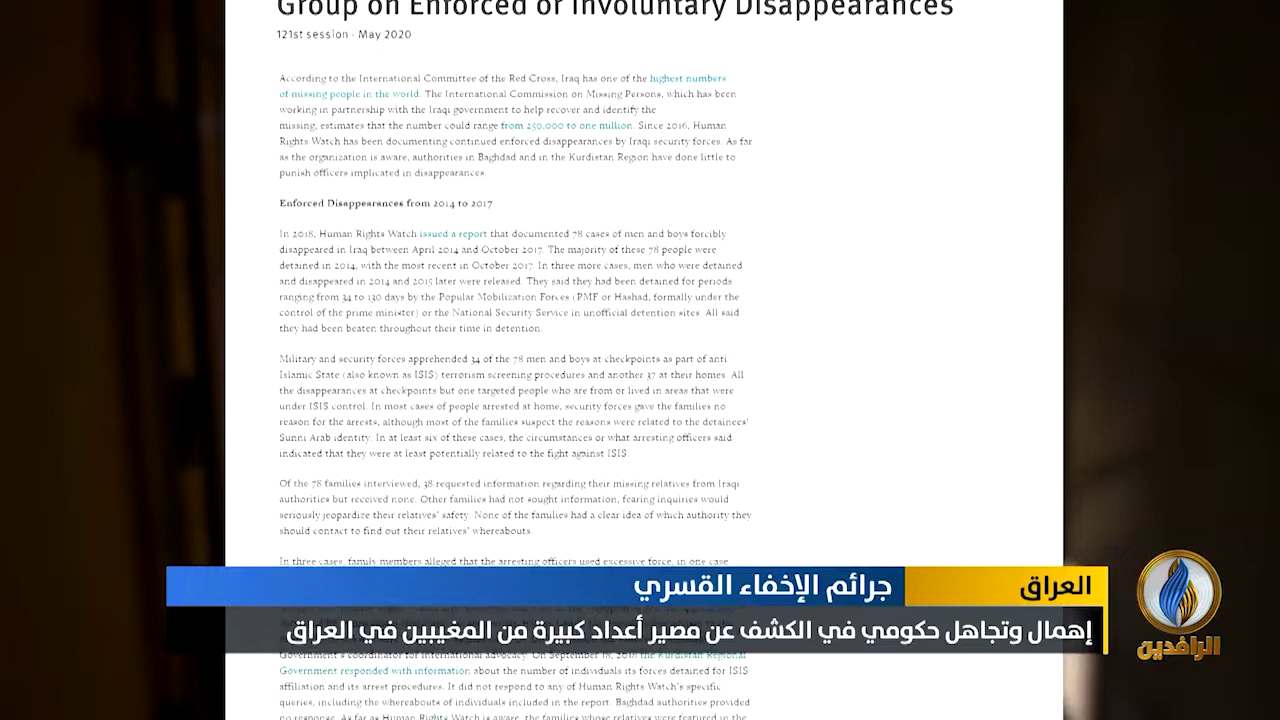 Group on Enforced or Involuntary Disappearances
121st session · May 2020
According to the International Committee of the Red Cross, Iraq has one of the highest numbers
of missing people in the world. The International Commission on Missing Persons, which has been
working in partnership with the Iraqi government to help recover and identify the
missing, estimates that the number could range from 250,000 to one million. Since 2016, Human
Rights Watch has been documenting continued enforced disappearances by Iraqi security forces. As far
as the organization is aware, authorities in Baghdad and in the Kurdistan Region have done little to
punish officers implicated in disappearances.
Enforced Disappearances from 2014 to 2017
In 2018, Human Rights Watch issued a report that documented 78 cases of men and boys forcibly
disappeared in Iraq between April 2014 and October 2017. The majority of these 78 people were
detained in 2014, with the most recent in October 2017. In three more cases, men who were detained
and disappeared in 2014 and 2015 later were released. They said they had been detained for periods
ranging from 34 to 130 days by the Popular Mobilization Forces (PMF or Hashad, formally under the
control of the prime minister) or the National Security Service in unofficial detention sites. All said
they had been beaten throughout their time in detention.
Military and security forces apprehended 34 of the 78 men and boys at checkpoints as part of anti-
Islamic State (also known as ISIS) terrorism screening procedures and another 37 at their homes. All
the disappearances at checkpoints but one targeted people who are from or lived in areas that were
under ISIS control. In most cases of people arrested at home, security forces gave the families no
reason for the arrests, although most of the families suspect the reasons were related to the detainees'
Sunni Arab identity. In at least six of these cases, the circumstances or what arresting officers said
indicated that they were at least potentially related to the fight against ISIS.
Of the 78 families interviewed, 38 requested information regarding their missing relatives from Iraqi
authorities but received none. Other families had not sought information, fearing inquiries would
seriously jeopardize their relatives' safety. None of the families had a clear idea of which authority they
should contact to find out their relatives' whereabouts.
In three cases, family members alleged that the arresting officers used excessive force, in one case
العراق
جرائم الإخفاء القسري
إهمال وتجاهل حكومي في الكشف عن مصير أعداد كبيرة من المغيبين في العراق
الرافدين
Government's coordinator for international advocacy. On September 18, 2018 the Kurdistan Regional
Government responded with information about the number of individuals its forces detained for ISIS
affiliation and its arrest procedures. It did not respond to any of Human Rights Watch's specific
queries, including the whereabouts of individuals included in the report. Baghdad authorities provided
no response. As far as Human Rights Watch is aware, the families whose relatives were featured in the